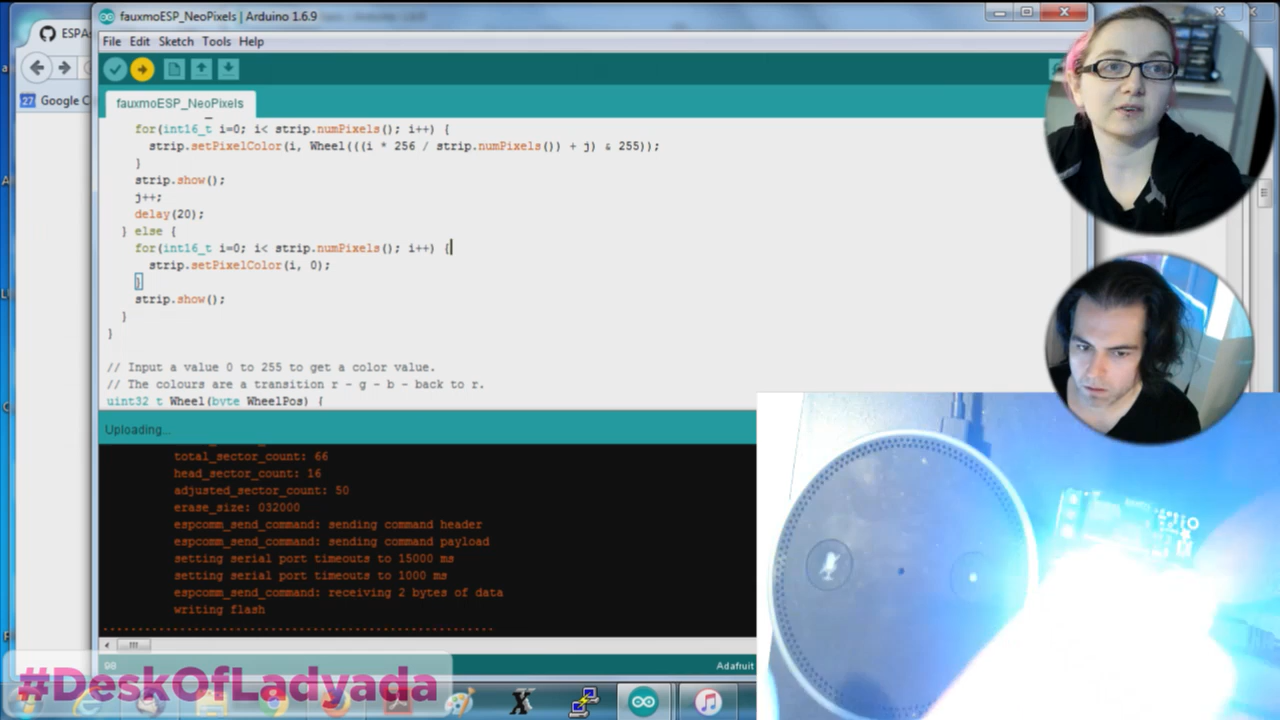 fauxmoESP_NeoPixels | Arduino 1.6.9
ESPAs
File Edit Sketch Tools Help
27 Google C
fauxmoESP_NeoPixels
for(int16_t i=0; i< strip.numPixels(); i++) {
strip.setPixelColor(i, Wheel(((i * 256 / strip.numPixels()) + j) & 255));
}
strip.show();
j++;
delay(20);
} else {
for(int16_t i=0; i< strip.numPixels(); i++) {
strip.setPixelColor(i, 0);
}
strip.show();
}
}
// Input a value 0 to 255 to get a color value.
// The colours are a transition r - g - b - back to r.
uint32_t Wheel(byte WheelPos) {
Uploading...
total_sector_count: 66
head_sector_count: 16
adjusted_sector_count: 50
erase_size: 032000
espcomm_send_command: sending command header
espcomm_send_command: sending command payload
setting serial port timeouts to 15000 ms
setting serial port timeouts to 1000 ms
espcomm_send_command: receiving 2 bytes of data
writing flash
98
Adafruit
#DeskOfLadyada